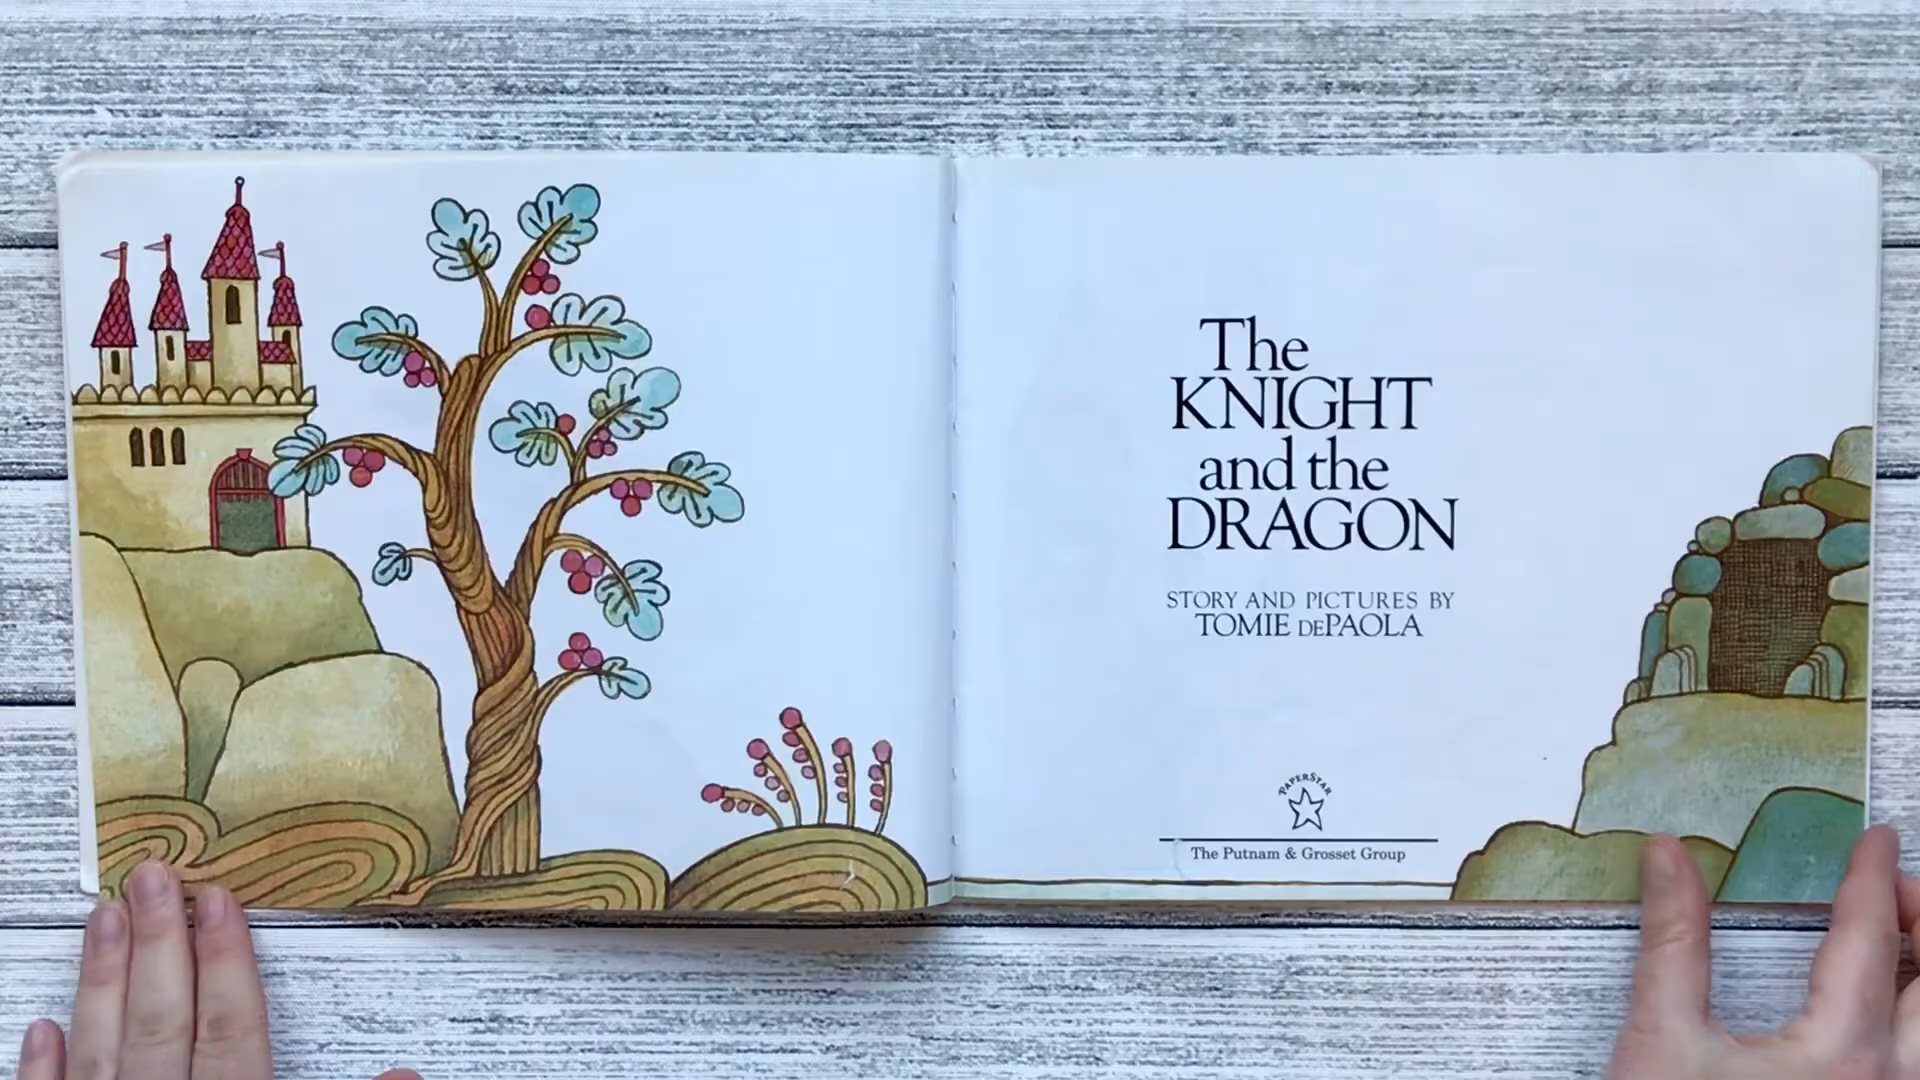 The
KNIGHT
and the
DRAGON
STORY AND PICTURES BY
TOMIE DEPAOLA
PAPERSTAR
The Putnam & Grosset Group